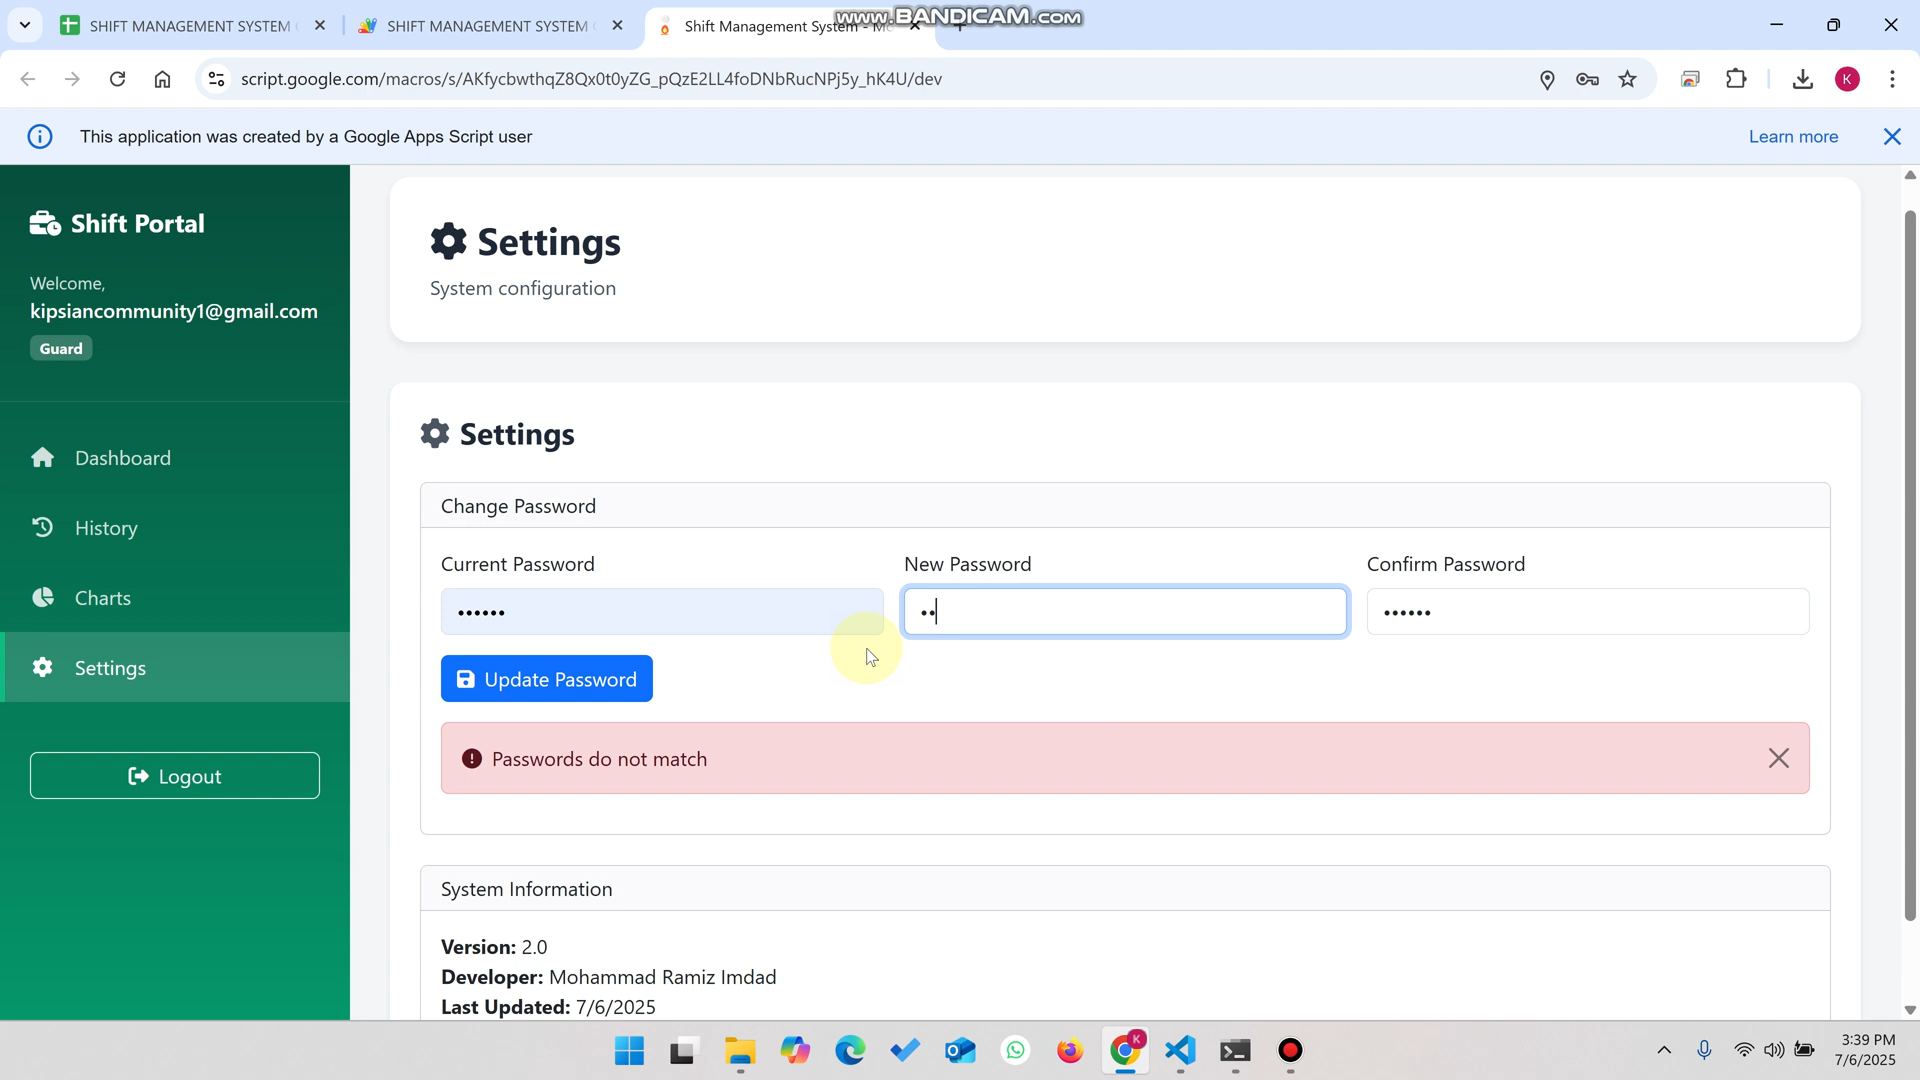 SHIFT MANAGEMENT SYSTEM
SHIFT MANAGEMENT SYSTEM
Shift Management System -
www.BANDICAM.com
script.google.com/macros/s/AKfycbwthqZ8Qx0t0yZG_pQzE2LL4foDNbRucNPj5y_hK4U/dev
K
This application was created by a Google Apps Script user
Learn more
Shift Portal
Welcome,
kipsiancommunity1@gmail.com
Guard
Dashboard
History
Charts
Settings
Logout
Settings
System configuration
Settings
Change Password
Current Password
New Password
Confirm Password
••••••
••
••••••
Update Password
Passwords do not match
System Information
Version: 2.0
Developer: Mohammad Ramiz Imdad
Last Updated: 7/6/2025
K
3:39 PM
7/6/2025